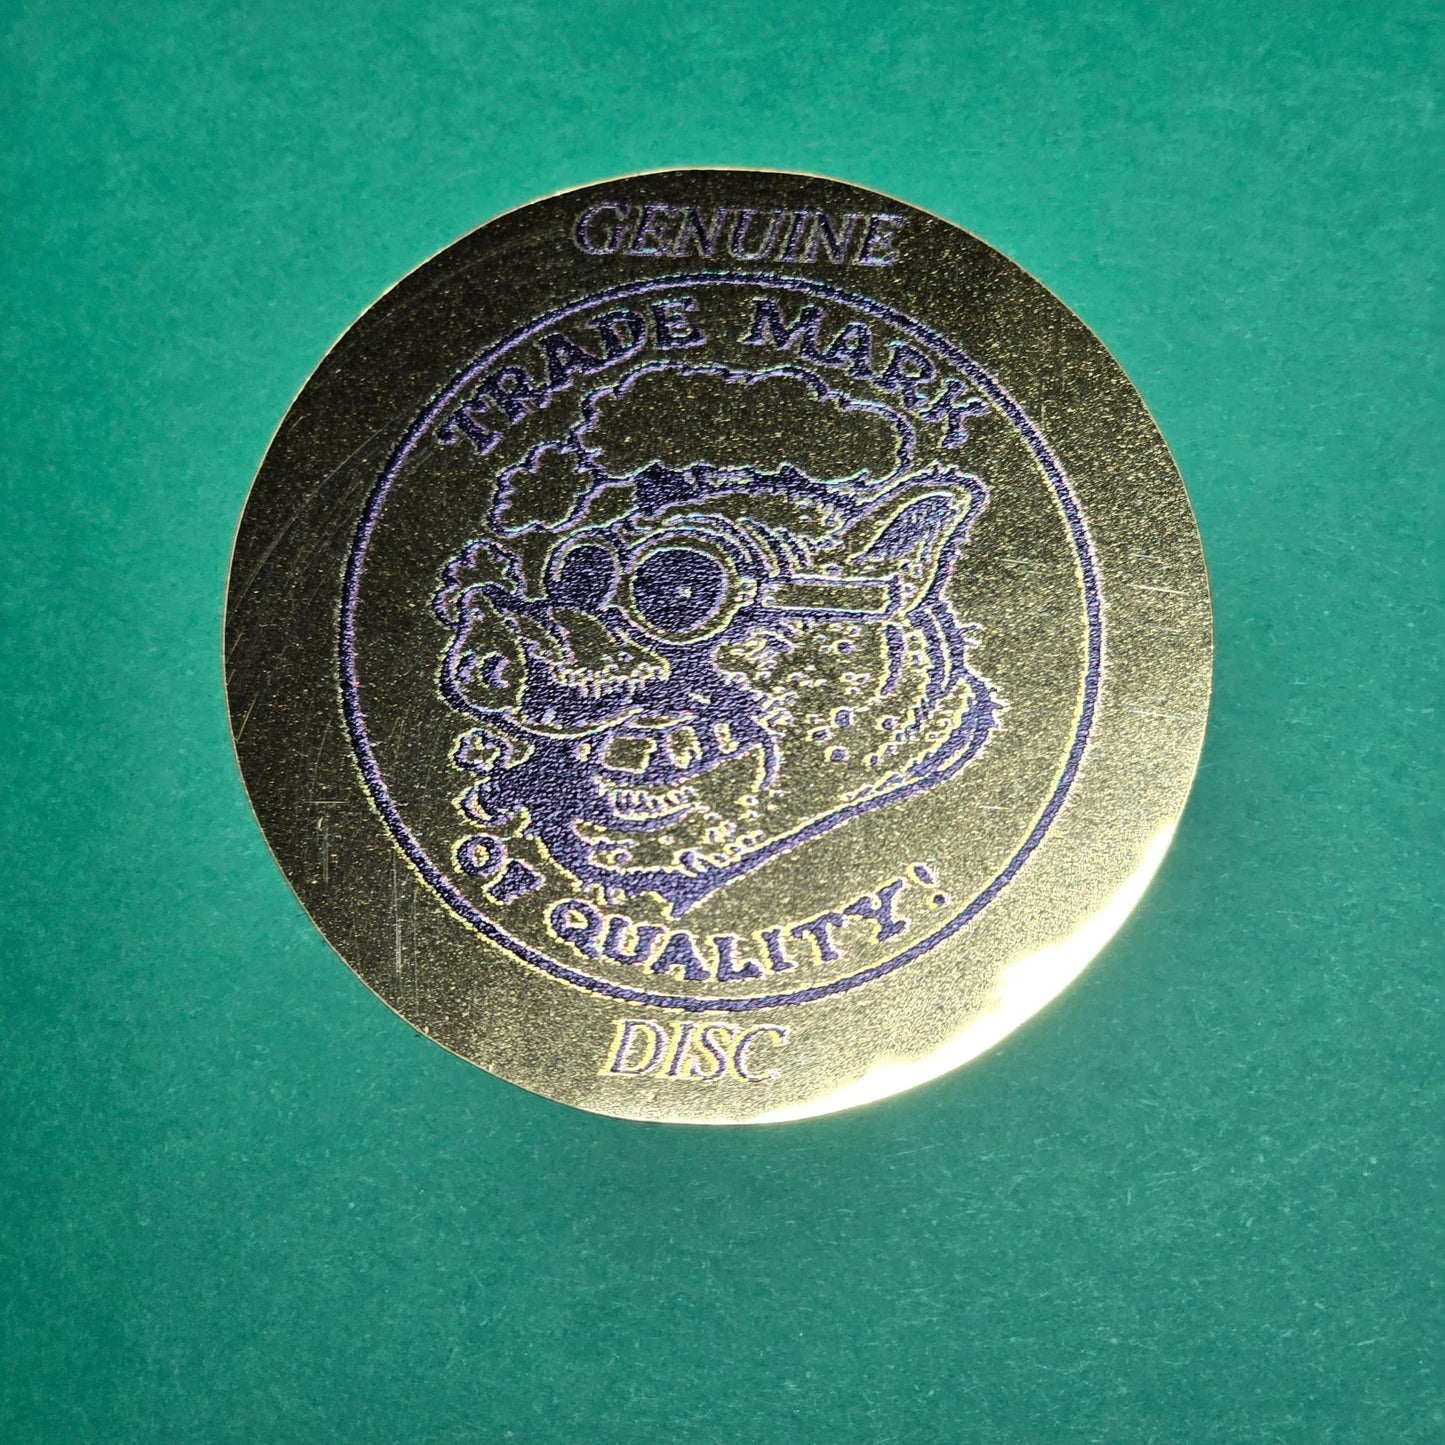 GENUINE
TRADE MARK
OF QUALITY!
DISC